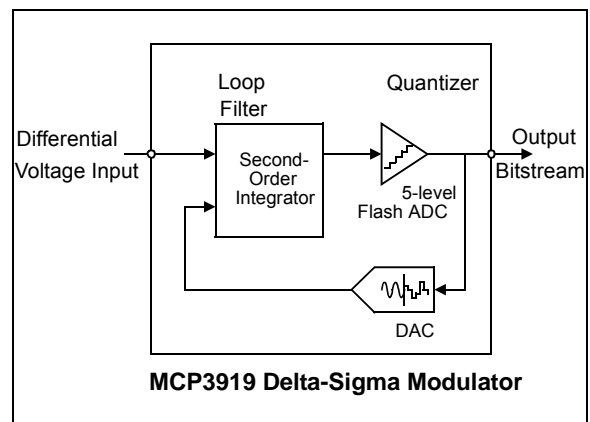 Loop
Filter
Quantizer
Differential
Voltage Input
Second-
Order
Integrator
Output
Bitstream
5-level
Flash ADC
DAC
MCP3919 Delta-Sigma Modulator